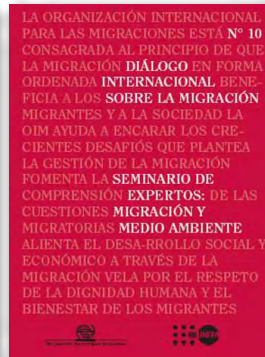 LA ORGANIZACIÓN INTERNACIONAL
PARA LAS MIGRACIONES ESTÁ N° 10
CONSAGRADA AL PRINCIPIO DE QUE
LA MIGRACIÓN DIÁLOGO EN FORMA
ORDENADA INTERNACIONAL BENE-
FICIA A LOS SOBRE LA MIGRACIÓN
MIGRANTES Y A LA SOCIEDAD LA
OIM AYUDA A ENCARAR LOS CRE-
CIENTES DESAFÍOS QUE PLANTEA
LA GESTIÓN DE LA MIGRACIÓN
FOMENTA LA SEMINARIO DE
COMPRENSIÓN EXPERTOS: DE LAS
CUESTIONES MIGRACIÓN Y
MIGRATORIAS MEDIO AMBIENTE
ALIENTA EL DESA-RROLLO SOCIAL Y
ECONÓMICO A TRAVÉS DE LA
MIGRACIÓN VELA POR EL RESPETO
DE LA DIGNIDAD HUMANA Y EL
BIENESTAR DE LOS MIGRANTES